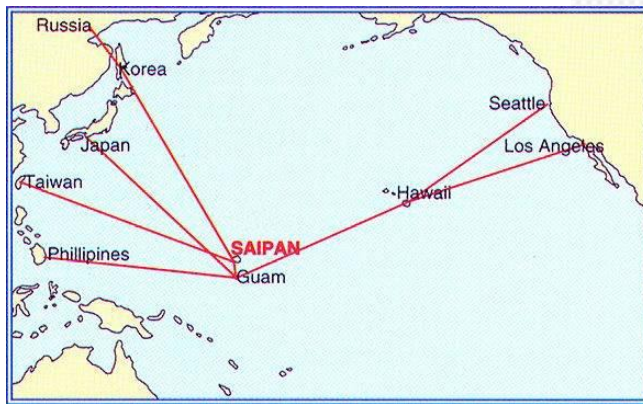 Russia
Korea
Seattle
Japan
Los Angeles
Taiwan
Hawaii
SAIPAN
Phillipines
Guam